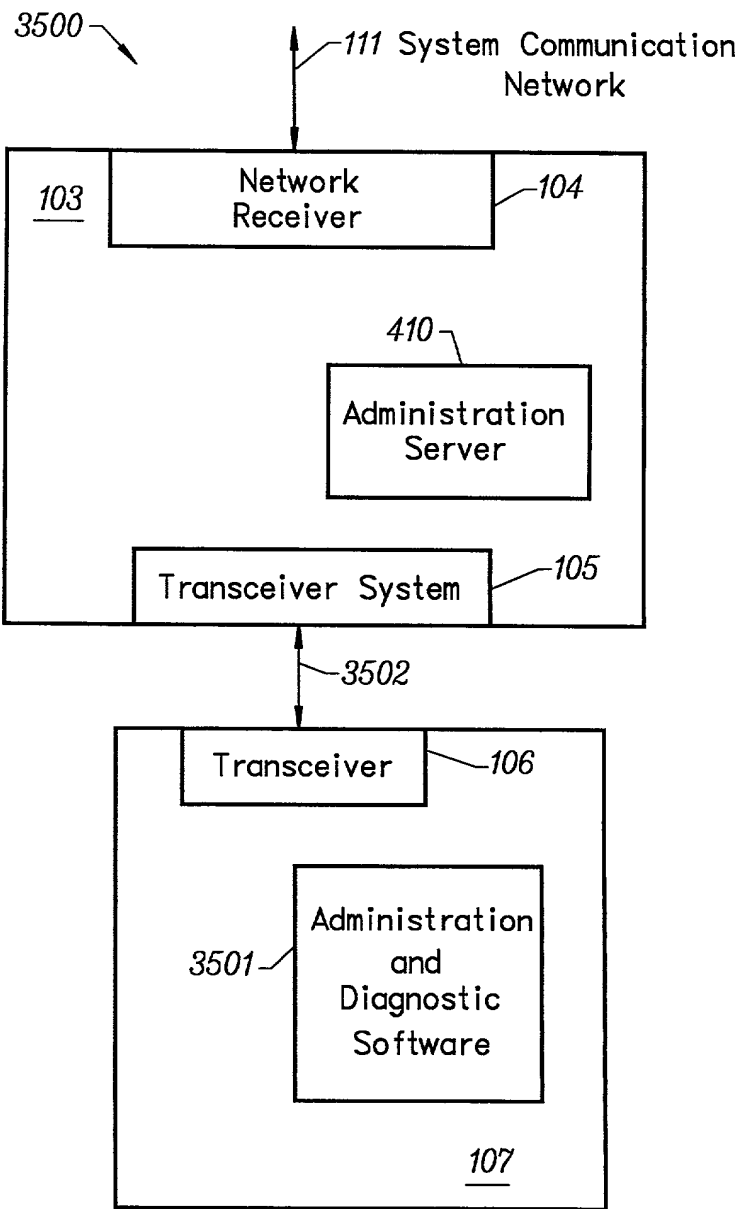 3500
111 System Communication
Network
103
Network
Receiver
104
410
Administration
Server
Transceiver System
105
3502
Transceiver
106
3501
Administration
and
Diagnostic
Software
107